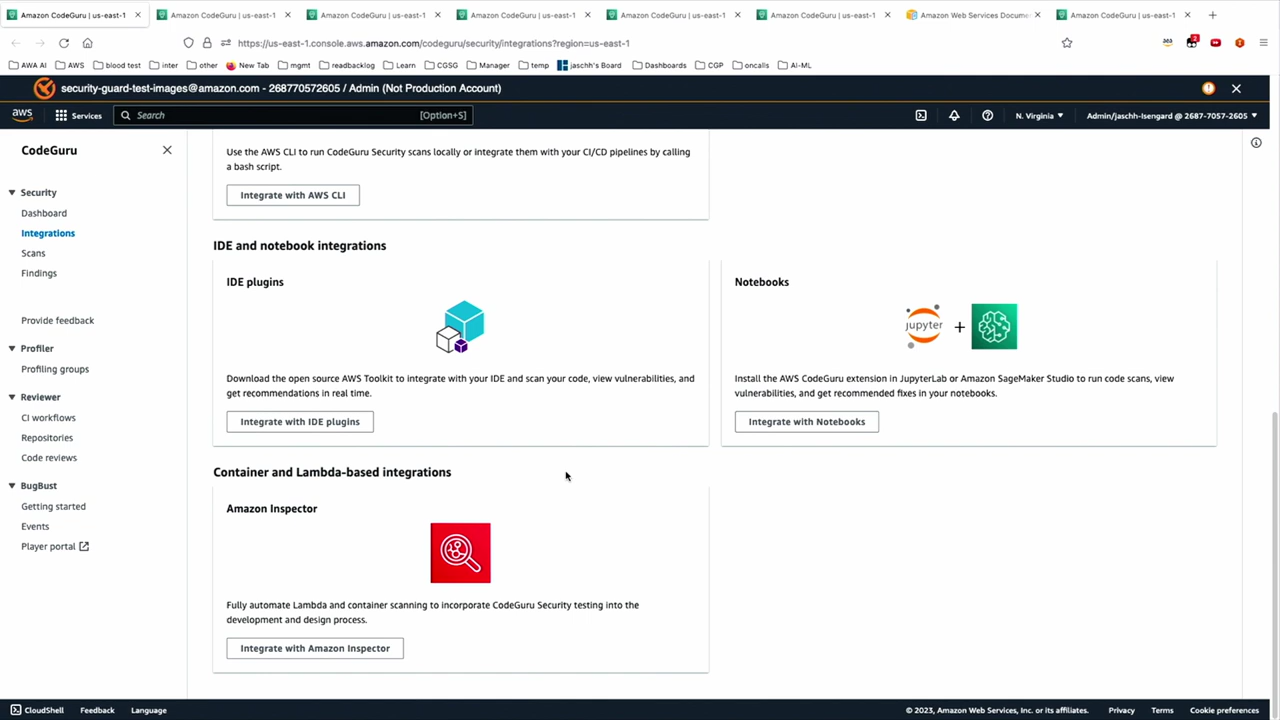 Amazon CodeGuru | us-east-1
Amazon CodeGuru | us-east-1
Amazon CodeGuru | us-east-1
Amazon CodeGuru | us-east-1
Amazon CodeGuru | us-east-1
Amazon CodeGuru | us-east-1
Amazon Web Services Docume
Amazon CodeGuru | us-east-1
https://us-east-1.console.aws.amazon.com/codeguru/security/integrations?region=us-east-1
2
AWA AI
AWS
blood test
inter
other
New Tab
mgmt
readbacklog
Learn
CGSG
Manager
temp
jaschh's Board
Dashboards
CGP
oncalls
AI-ML
security-guard-test-images@amazon.com - 268770572605 / Admin (Not Production Account)
aws
Services
Search
[Option+S]
N. Virginia
Admin/jaschh-Isengard @ 2687-7057-2605
CodeGuru
Security
Dashboard
Integrations
Scans
Findings
Provide feedback
Profiler
Profiling groups
Reviewer
CI workflows
Repositories
Code reviews
BugBust
Getting started
Events
Player portal
Use the AWS CLI to run CodeGuru Security scans locally or integrate them with your CI/CD pipelines by calling
a bash script.
Integrate with AWS CLI
IDE and notebook integrations
IDE plugins
Download the open source AWS Toolkit to integrate with your IDE and scan your code, view vulnerabilities, and
get recommendations in real time.
Integrate with IDE plugins
Notebooks
jupyter
+
Install the AWS CodeGuru extension in JupyterLab or Amazon SageMaker Studio to run code scans, view
vulnerabilities, and get recommended fixes in your notebooks.
Integrate with Notebooks
Container and Lambda-based integrations
Amazon Inspector
Fully automate Lambda and container scanning to incorporate CodeGuru Security testing into the
development and design process.
Integrate with Amazon Inspector
CloudShell
Feedback
Language
© 2023, Amazon Web Services, Inc. or its affiliates.
Privacy
Terms
Cookie preferences